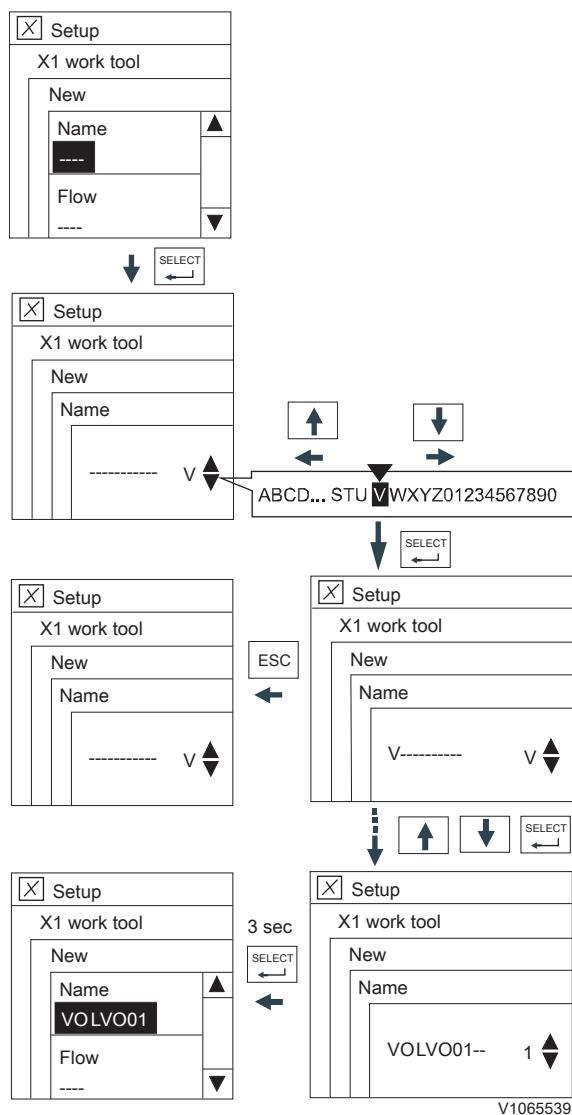 X Setup
X1 work tool
New
Name
----
Flow
----
SELECT
X Setup
X1 work tool
New
Name
----------- V
ABCD... STU V WXYZ01234567890
SELECT
X Setup
X1 work tool
New
Name
V---------- V
ESC
X Setup
X1 work tool
New
Name
----------- V
SELECT
X Setup
X1 work tool
New
Name
VOLVO01-- 1
3 sec
SELECT
X Setup
X1 work tool
New
Name
VOLVO01
Flow
----
V1065539